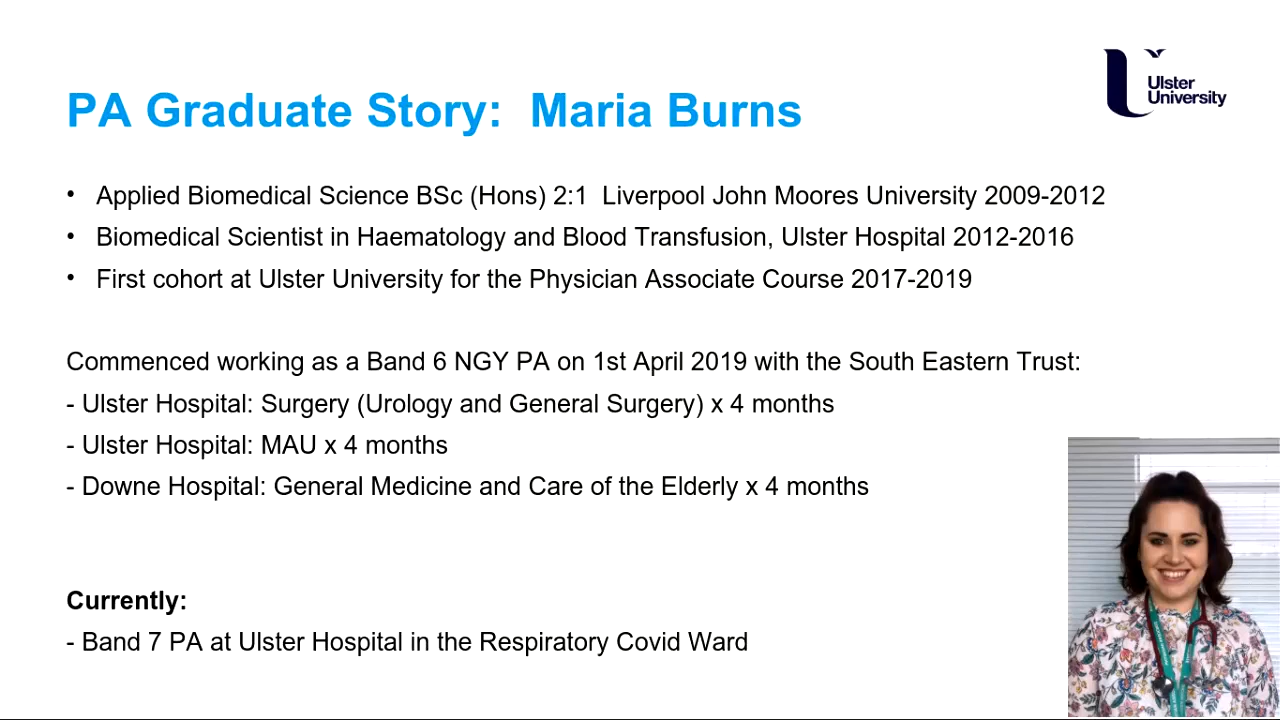 Ulster
University
PA Graduate Story: Maria Burns
• Applied Biomedical Science BSc (Hons) 2:1 Liverpool John Moores University 2009-2012
• Biomedical Scientist in Haematology and Blood Transfusion, Ulster Hospital 2012-2016
• First cohort at Ulster University for the Physician Associate Course 2017-2019
Commenced working as a Band 6 NGY PA on 1st April 2019 with the South Eastern Trust:
- Ulster Hospital: Surgery (Urology and General Surgery) x 4 months
- Ulster Hospital: MAU x 4 months
- Downe Hospital: General Medicine and Care of the Elderly x 4 months
Currently:
- Band 7 PA at Ulster Hospital in the Respiratory Covid Ward